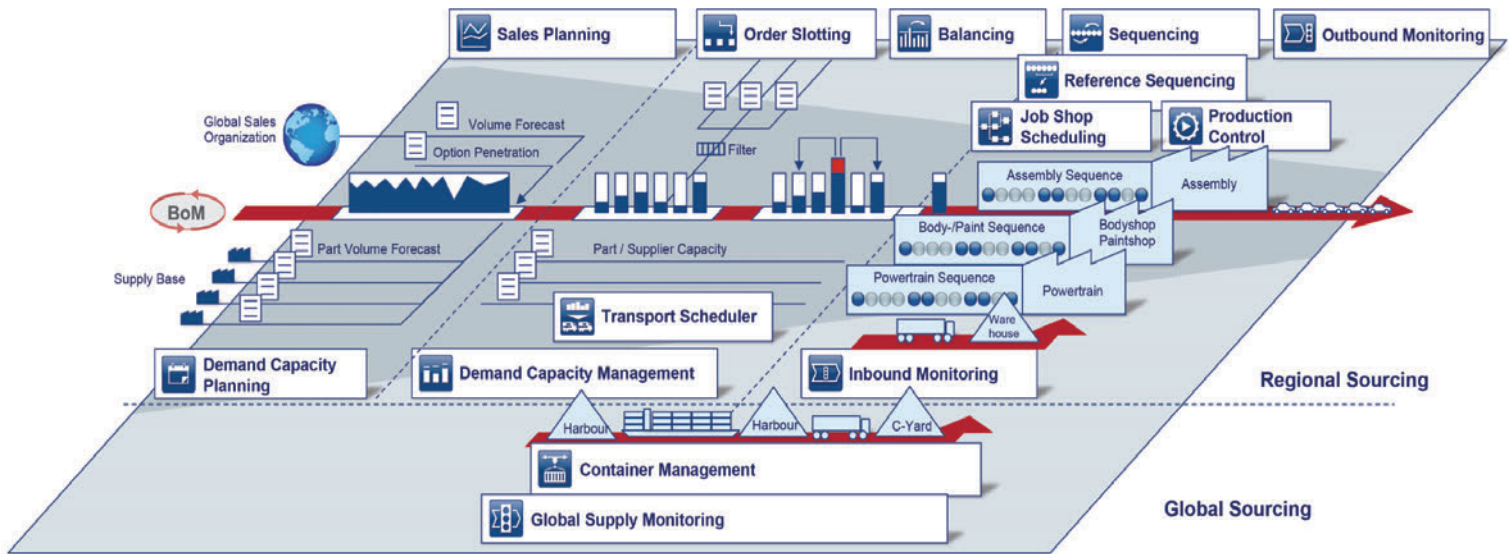 Sales Planning
Order Slotting
Balancing
Sequencing
Outbound Monitoring
Reference Sequencing
Job Shop
Scheduling
Production
Control
Global Sales
Organization
Volume Forecast
Option Penetration
Filter
Assembly Sequence
Assembly
BoM
Body-/Paint Sequence
Bodyshop
Paintshop
Part Volume Forecast
Part / Supplier Capacity
Supply Base
Powertrain Sequence
Powertrain
Transport Scheduler
Ware
house
Demand Capacity
Planning
Demand Capacity Management
Inbound Monitoring
Regional Sourcing
Harbour
Harbour
C-Yard
Container Management
Global Supply Monitoring
Global Sourcing